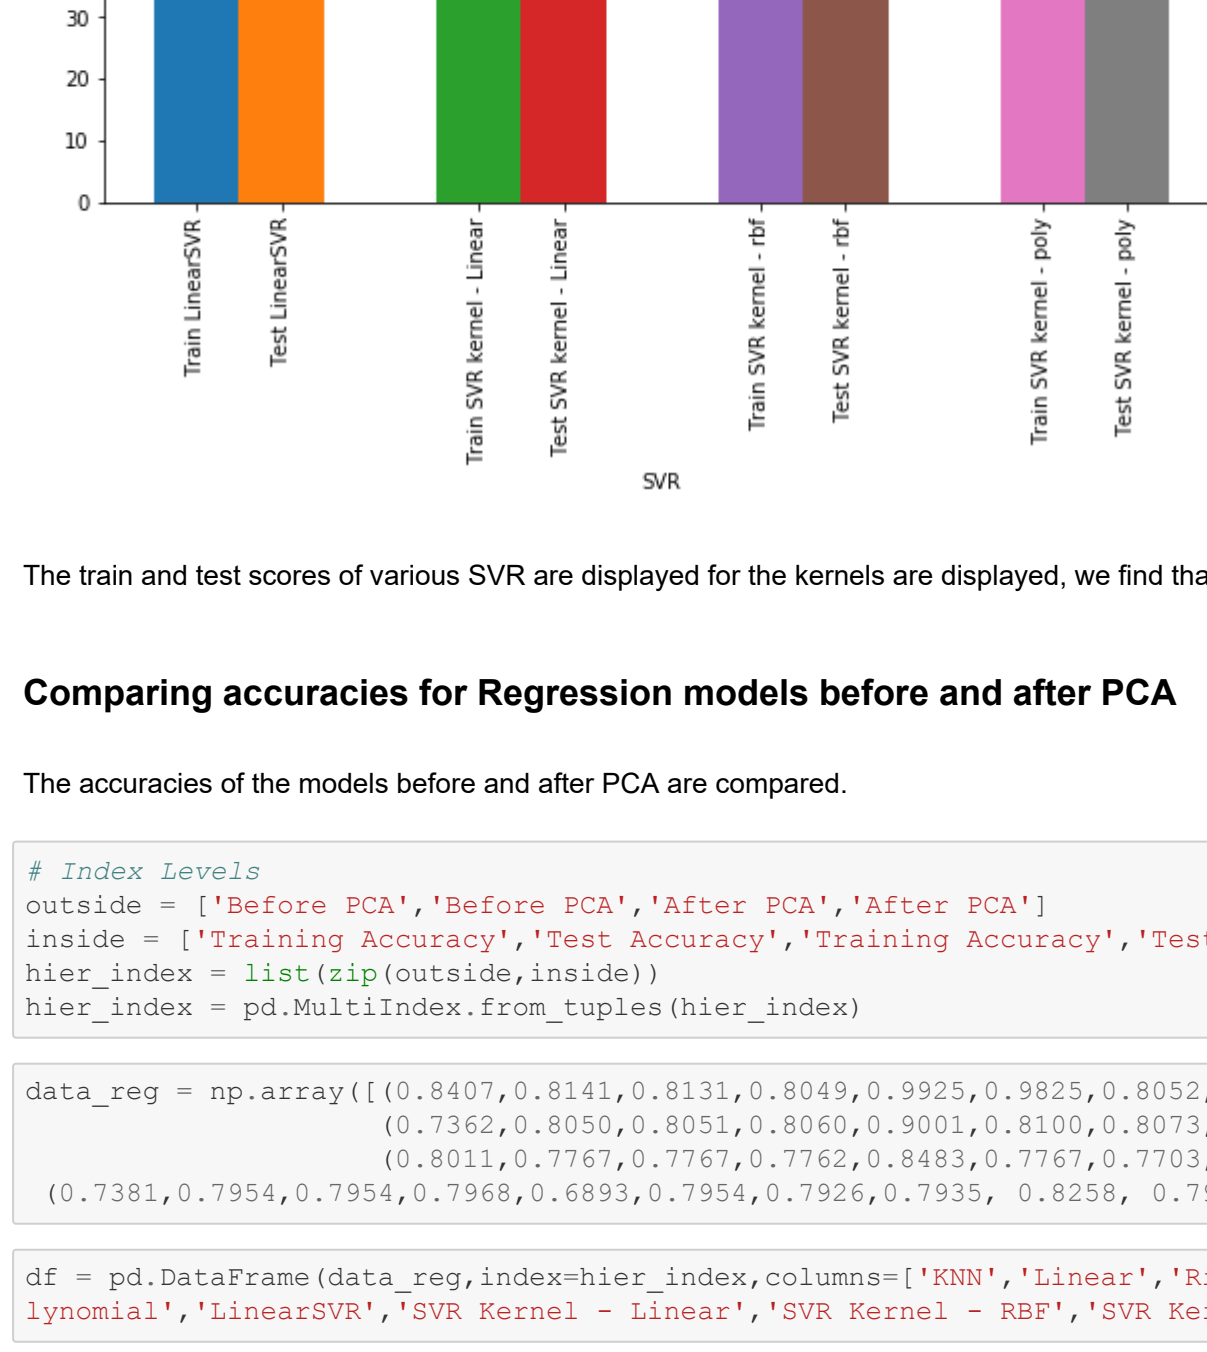 30
20
10
0
Train LinearSVR
Test LinearSVR
Train SVR kernel - Linear
Test SVR kernel - Linear
Train SVR kernel - rbf
Test SVR kernel - rbf
Train SVR kernel - poly
Test SVR kernel - poly
SVR
The train and test scores of various SVR are displayed for the kernels are displayed, we find tha
Comparing accuracies for Regression models before and after PCA
The accuracies of the models before and after PCA are compared.
# Index Levels
outside = ['Before PCA','Before PCA','After PCA','After PCA']
inside = ['Training Accuracy','Test Accuracy','Training Accuracy','Test
hier_index = list(zip(outside,inside))
hier_index = pd.MultiIndex.from_tuples(hier_index)
data_reg = np.array([(0.8407,0.8141,0.8131,0.8049,0.9925,0.9825,0.8052,
(0.7362,0.8050,0.8051,0.8060,0.9001,0.8100,0.8073,
(0.8011,0.7767,0.7767,0.7762,0.8483,0.7767,0.7703,
(0.7381,0.7954,0.7954,0.7968,0.6893,0.7954,0.7926,0.7935, 0.8258, 0.79
df = pd.DataFrame(data_reg,index=hier_index,columns=['KNN','Linear','Ri
lynomial','LinearSVR','SVR Kernel - Linear','SVR Kernel - RBF','SVR Ker